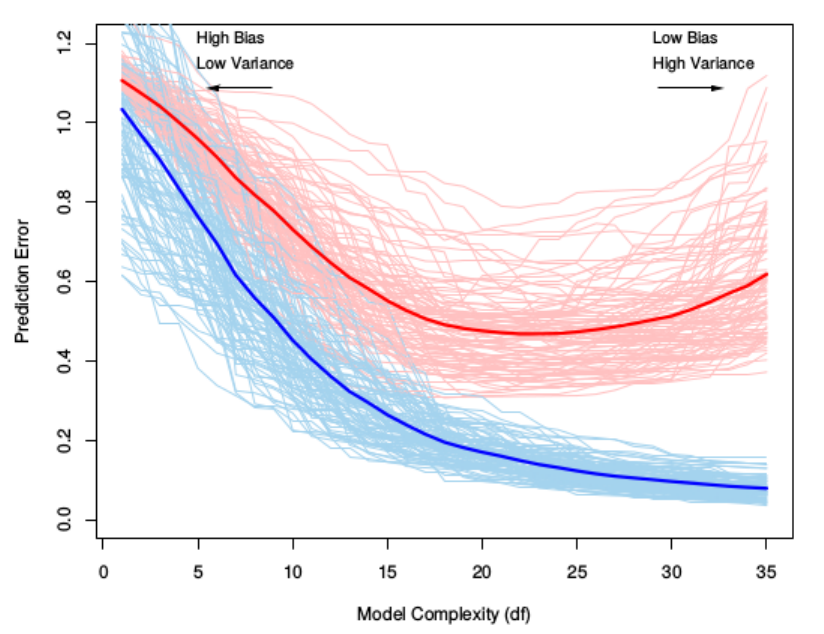 High Bias
Low Variance
Low Bias
High Variance
Prediction Error
0.0
0.2
0.4
0.6
0.8
1.0
1.2
0 5 10 15 20 25 30 35
Model Complexity (df)